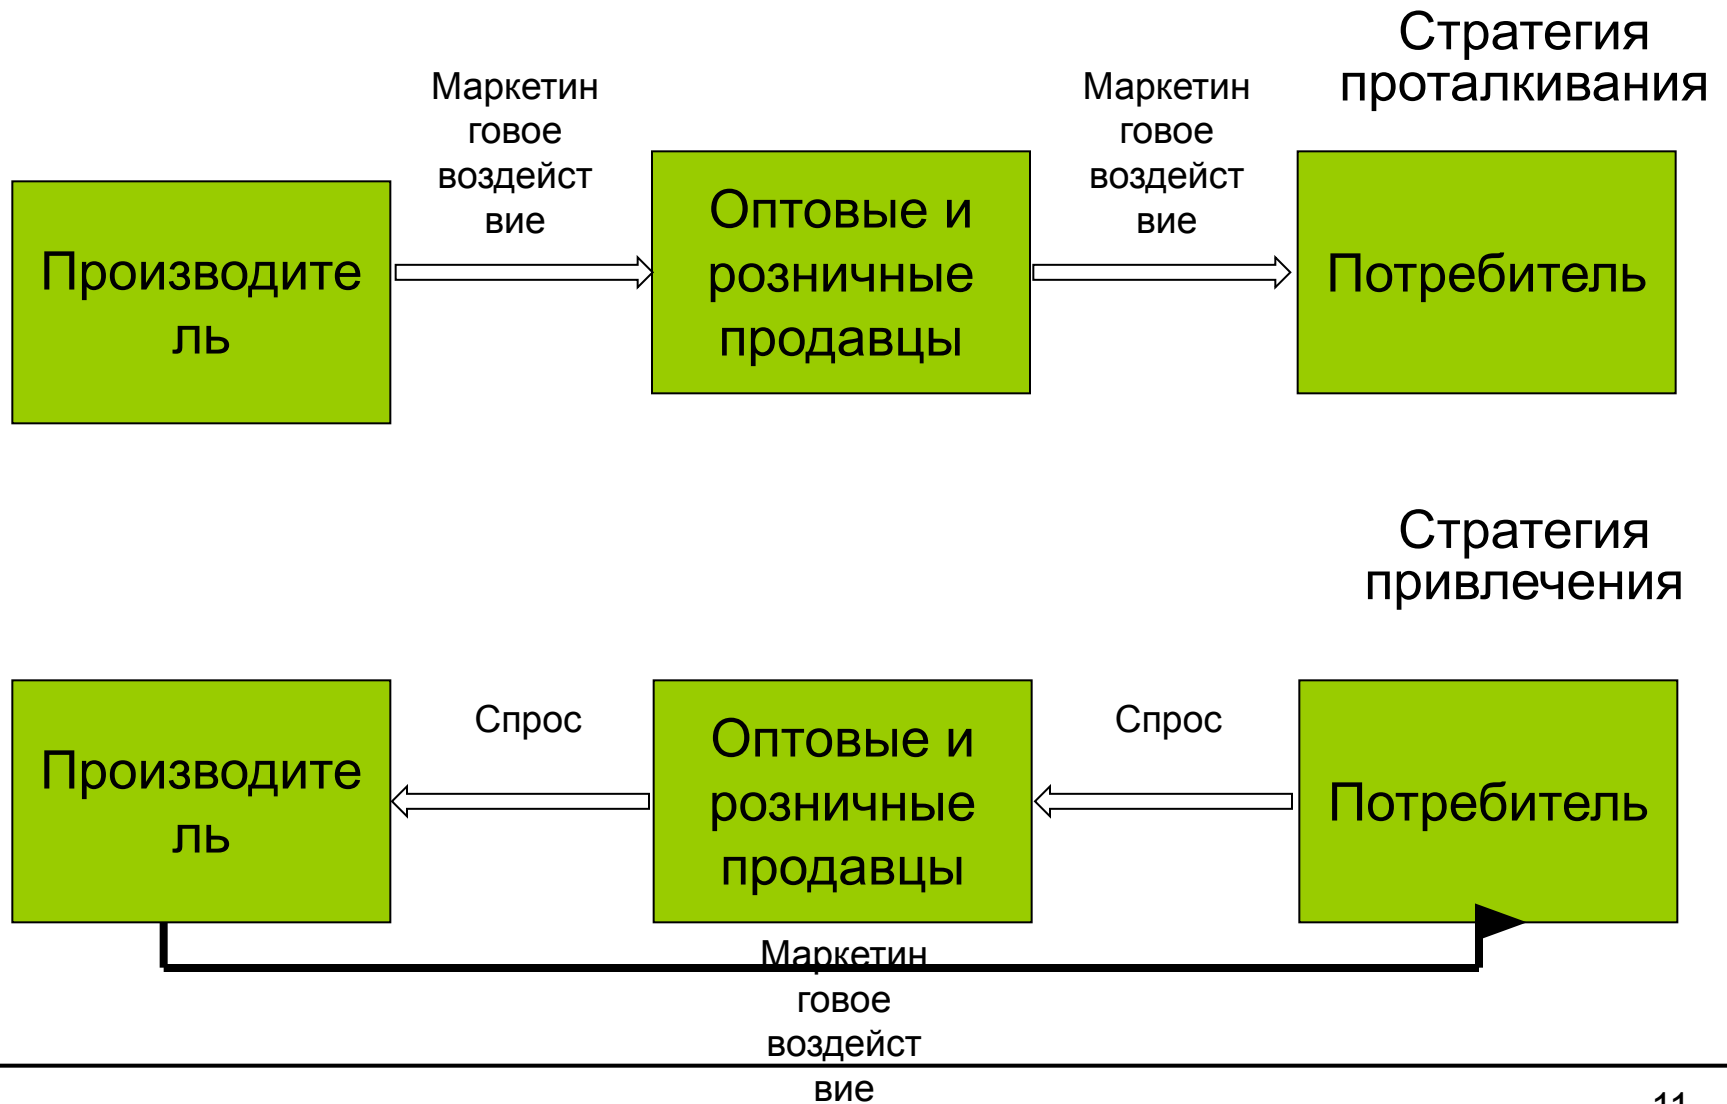 Стратегия
проталкивания
Маркетин
говое
воздейст
вие
Маркетин
говое
воздейст
вие
Производите
ль
Оптовые и
розничные
продавцы
Потребитель
Стратегия
привлечения
Производите
ль
Спрос
Оптовые и
розничные
продавцы
Спрос
Потребитель
Маркетин
говое
воздейст
вие
11